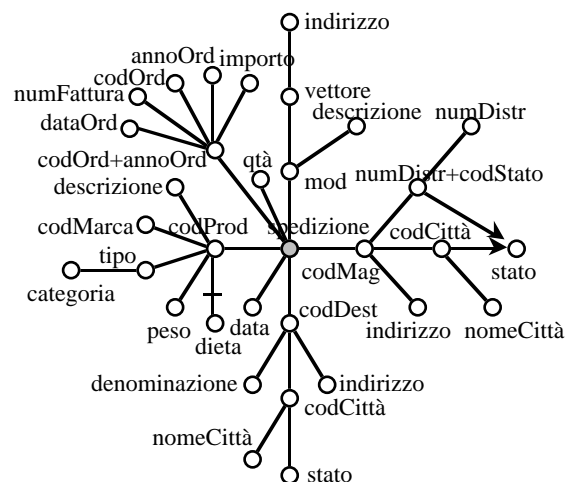 indirizzo
annoOrd
importo
codOrd
numFattura
vettore
descrizione
numDistr
dataOrd
codOrd+annoOrd
qtà
mod
numDistr+codStato
descrizione
codMarca
codProd
spedizione
codCittà
tipo
codMag
stato
categoria
peso
dieta
data
codDest
indirizzo
nomeCittà
denominazione
indirizzo
codCittà
nomeCittà
stato